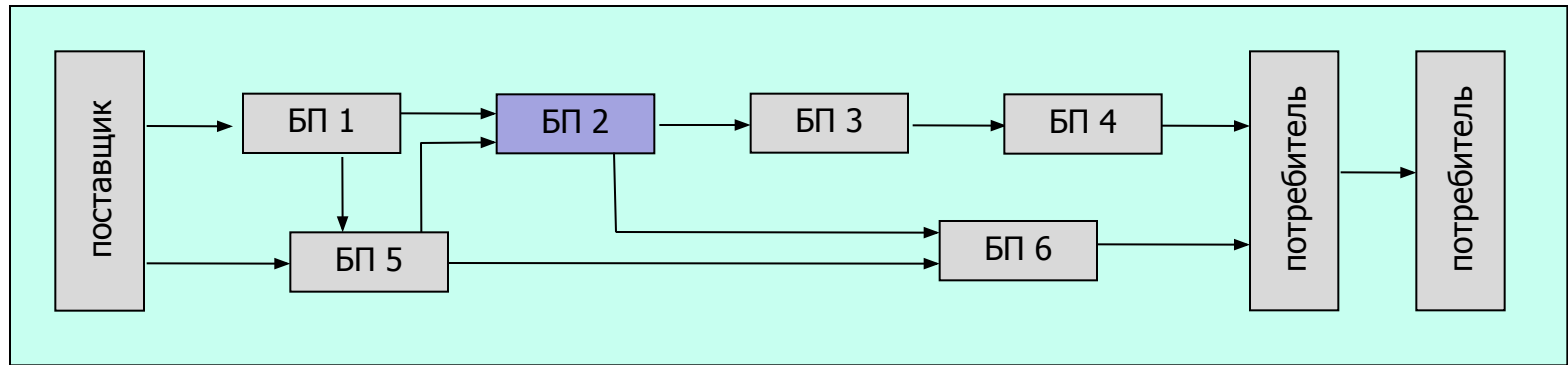 поставщик
БП 1
БП 2
БП 3
БП 4
БП 5
БП 6
потребитель
потребитель